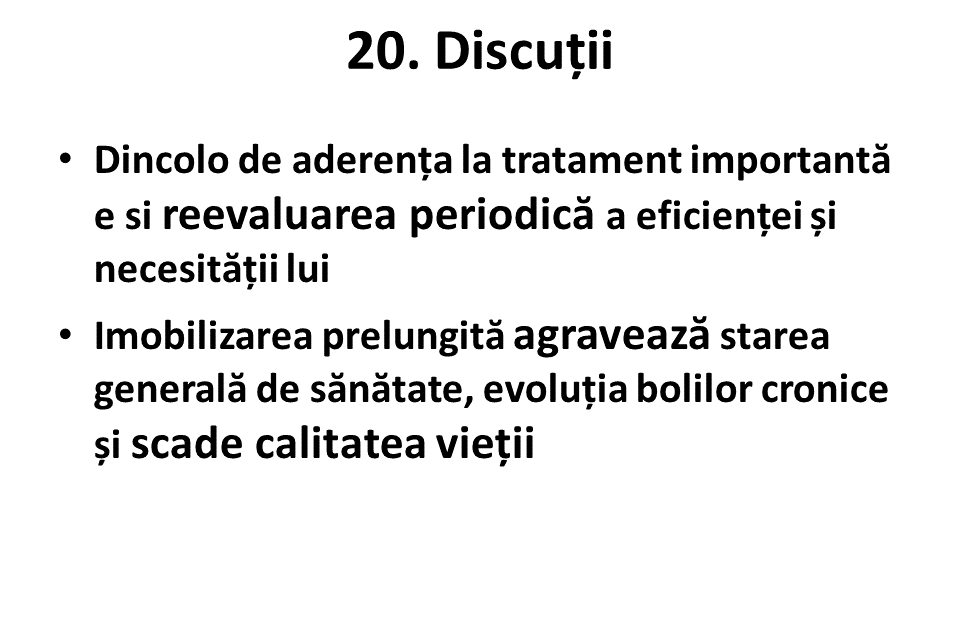 20. Discuții
• Dincolo de aderența la tratament importantă
e si reevaluarea periodică a eficienței și
necesității lui
• Imobilizarea prelungită agravează starea
generală de sănătate, evoluția bolilor cronice
și scade calitatea vieții